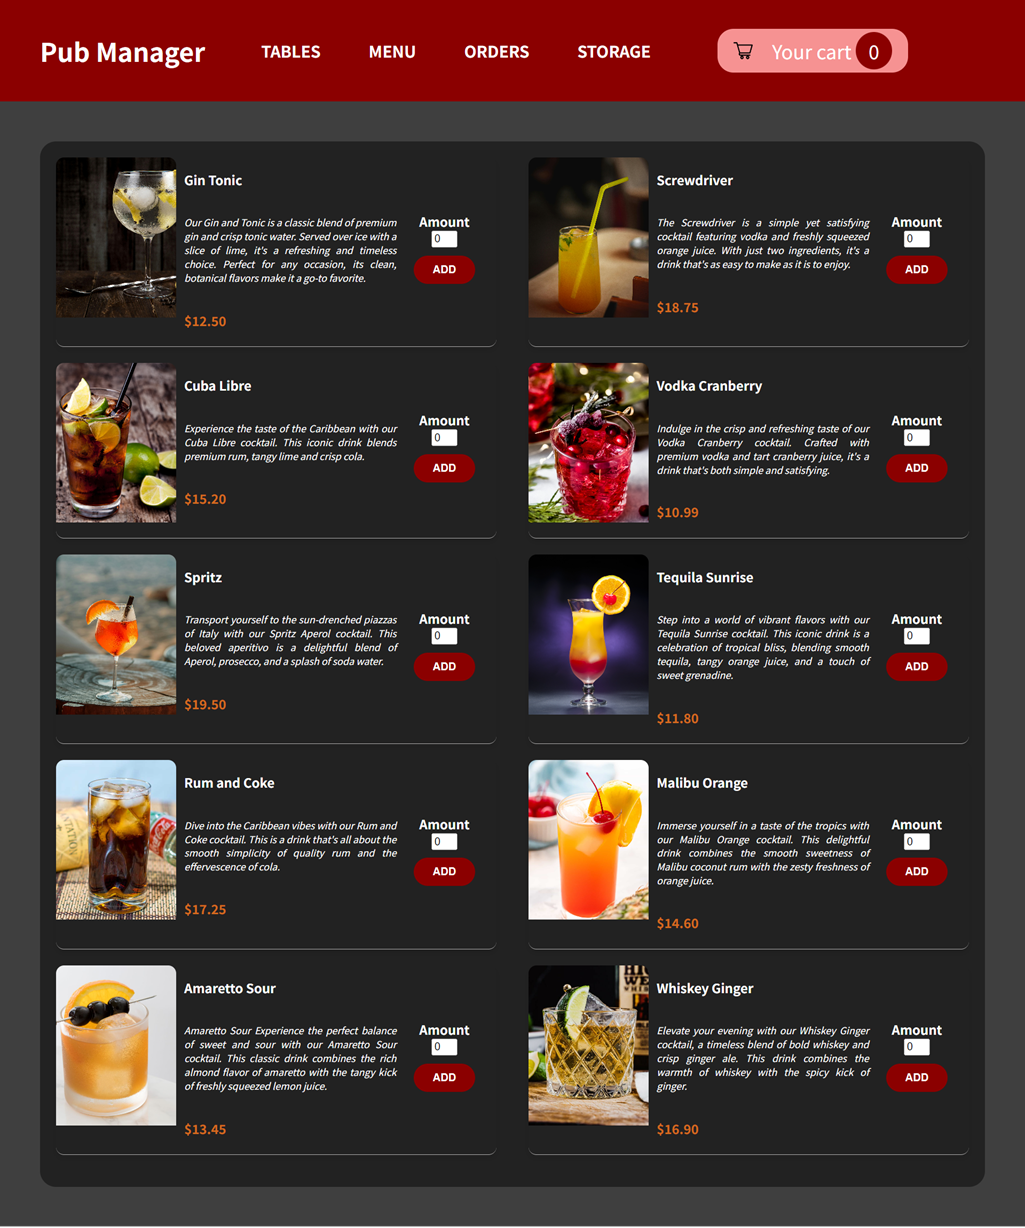 Pub Manager
TABLES
MENU
ORDERS
STORAGE
Your cart 0
Gin Tonic
Our Gin and Tonic is a classic blend of premium
gin and crisp tonic water. Served over ice with a
slice of lime, it's a refreshing and timeless
choice. Perfect for any occasion, its clean,
botanical flavors make it a go-to favorite.
$12.50
Amount
0
ADD
Screwdriver
The Screwdriver is a simple yet satisfying
cocktail featuring vodka and freshly squeezed
orange juice. With just two ingredients, it's a
drink that's as easy to make as it is to enjoy.
$18.75
Amount
0
ADD
Cuba Libre
Experience the taste of the Caribbean with our
Cuba Libre cocktail. This iconic drink blends
premium rum, tangy lime and crisp cola.
$15.20
Amount
0
ADD
Vodka Cranberry
Indulge in the crisp and refreshing taste of our
Vodka Cranberry cocktail. Crafted with
premium vodka and tart cranberry juice, it's a
drink that's both simple and satisfying.
$10.99
Amount
0
ADD
Spritz
Transport yourself to the sun-drenched piazzas
of Italy with our Spritz Aperol cocktail. This
beloved aperitivo is a delightful blend of
Aperol, prosecco, and a splash of soda water.
$19.50
Amount
0
ADD
Tequila Sunrise
Step into a world of vibrant flavors with our
Tequila Sunrise cocktail. This iconic drink is a
celebration of tropical bliss, blending smooth
tequila, tangy orange juice, and a touch of
sweet grenadine.
$11.80
Amount
0
ADD
Rum and Coke
Dive into the Caribbean vibes with our Rum and
Coke cocktail. This is a drink that's all about the
smooth simplicity of quality rum and the
effervescence of cola.
$17.25
Amount
0
ADD
Malibu Orange
Immerse yourself in a taste of the tropics with
our Malibu Orange cocktail. This delightful
drink combines the smooth sweetness of
Malibu coconut rum with the zesty freshness of
orange juice.
$14.60
Amount
0
ADD
Amaretto Sour
Amaretto Sour Experience the perfect balance
of sweet and sour with our Amaretto Sour
cocktail. This classic drink combines the rich
almond flavor of amaretto with the tangy kick
of freshly squeezed lemon juice.
$13.45
Amount
0
ADD
Whiskey Ginger
Elevate your evening with our Whiskey Ginger
cocktail, a timeless blend of bold whiskey and
crisp ginger ale. This drink combines the
warmth of whiskey with the spicy kick of
ginger.
$16.90
Amount
0
ADD